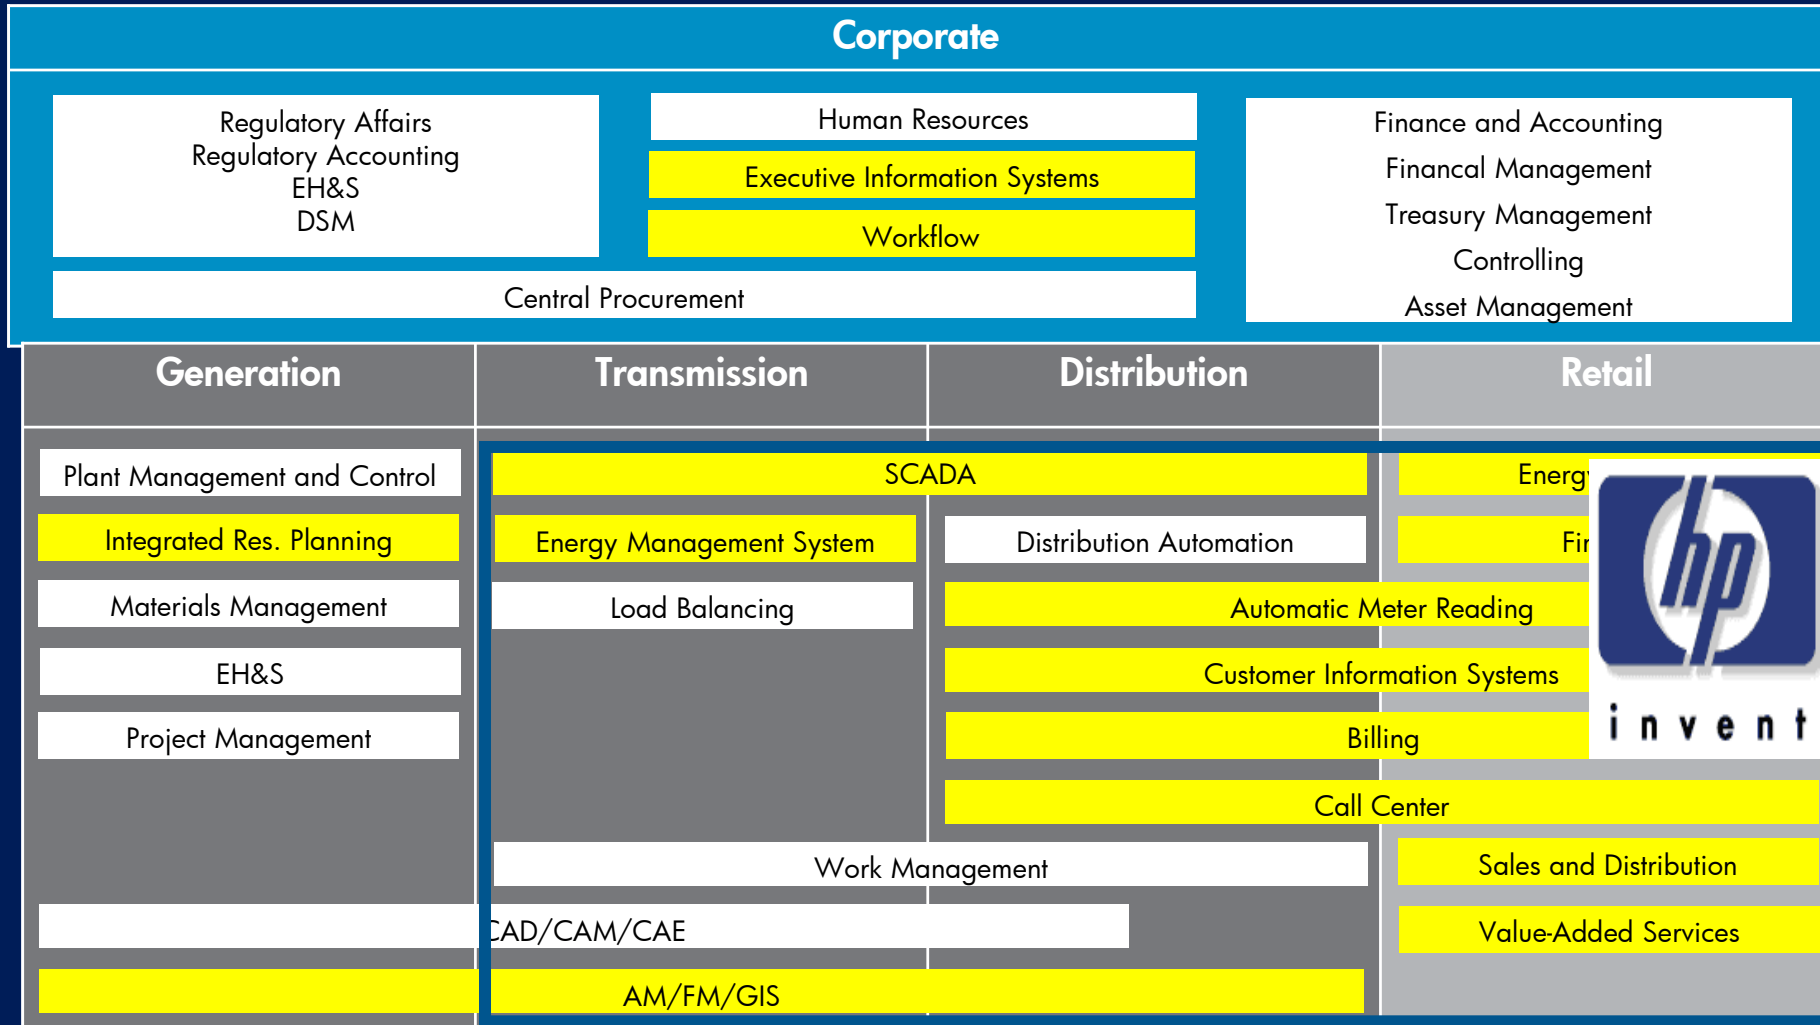 Corporate
Regulatory Affairs
Regulatory Accounting
EH&S
DSM
Human Resources
Executive Information Systems
Workflow
Central Procurement
Finance and Accounting
Financal Management
Treasury Management
Controlling
Asset Management
Generation
Transmission
Distribution
Retail
Plant Management and Control
Integrated Res. Planning
Materials Management
EH&S
Project Management
SCADA
Energy Management System
Load Balancing
Distribution Automation
Automatic Meter Reading
Customer Information Systems
Billing
Call Center
Work Management
CAD/CAM/CAE
AM/FM/GIS
Sales and Distribution
Value-Added Services
hp
invent